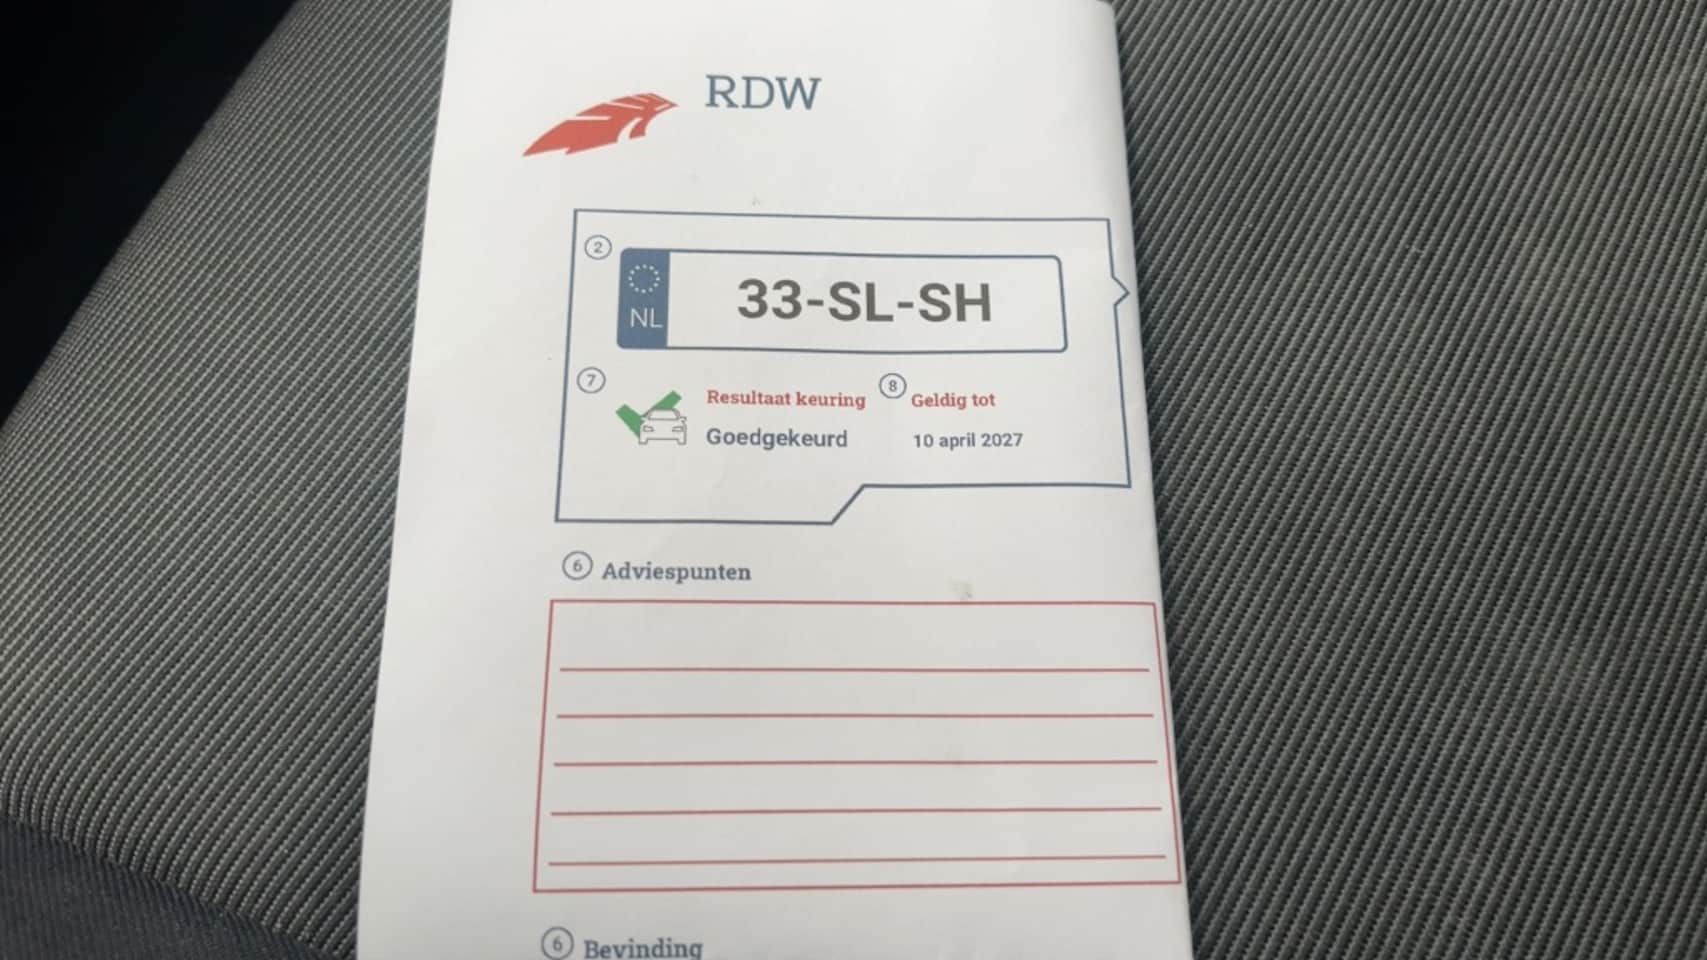 RDW
2
NL 33-SL-SH
7 Resultaat keuring 8 Geldig tot
Goedgekeurd 10 april 2027
6 Adviespunten
6 Bevinding